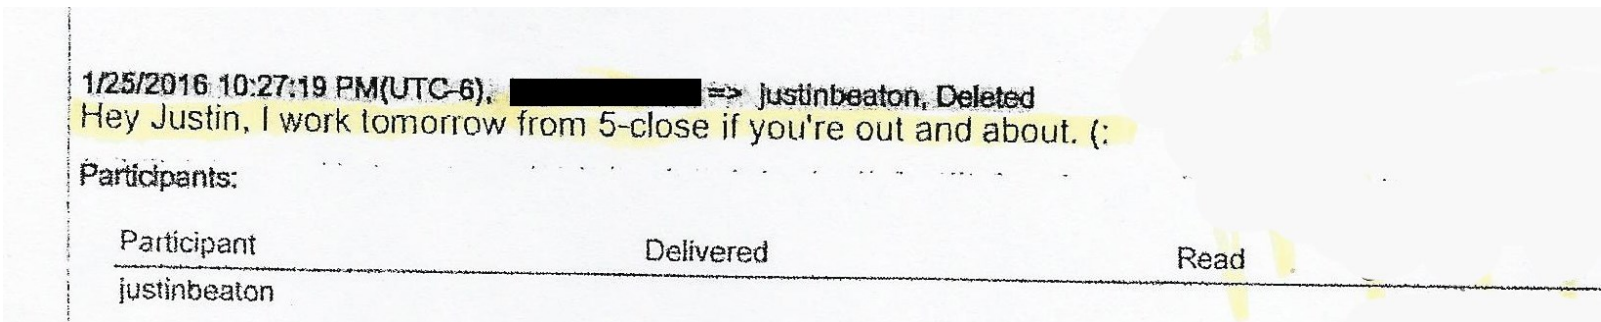 1/25/2016 10:27:19 PM(UTC-6), => justinbeaton, Deleted
Hey Justin, I work tomorrow from 5-close if you're out and about. (:
Participants:
Participant Delivered Read
justinbeaton